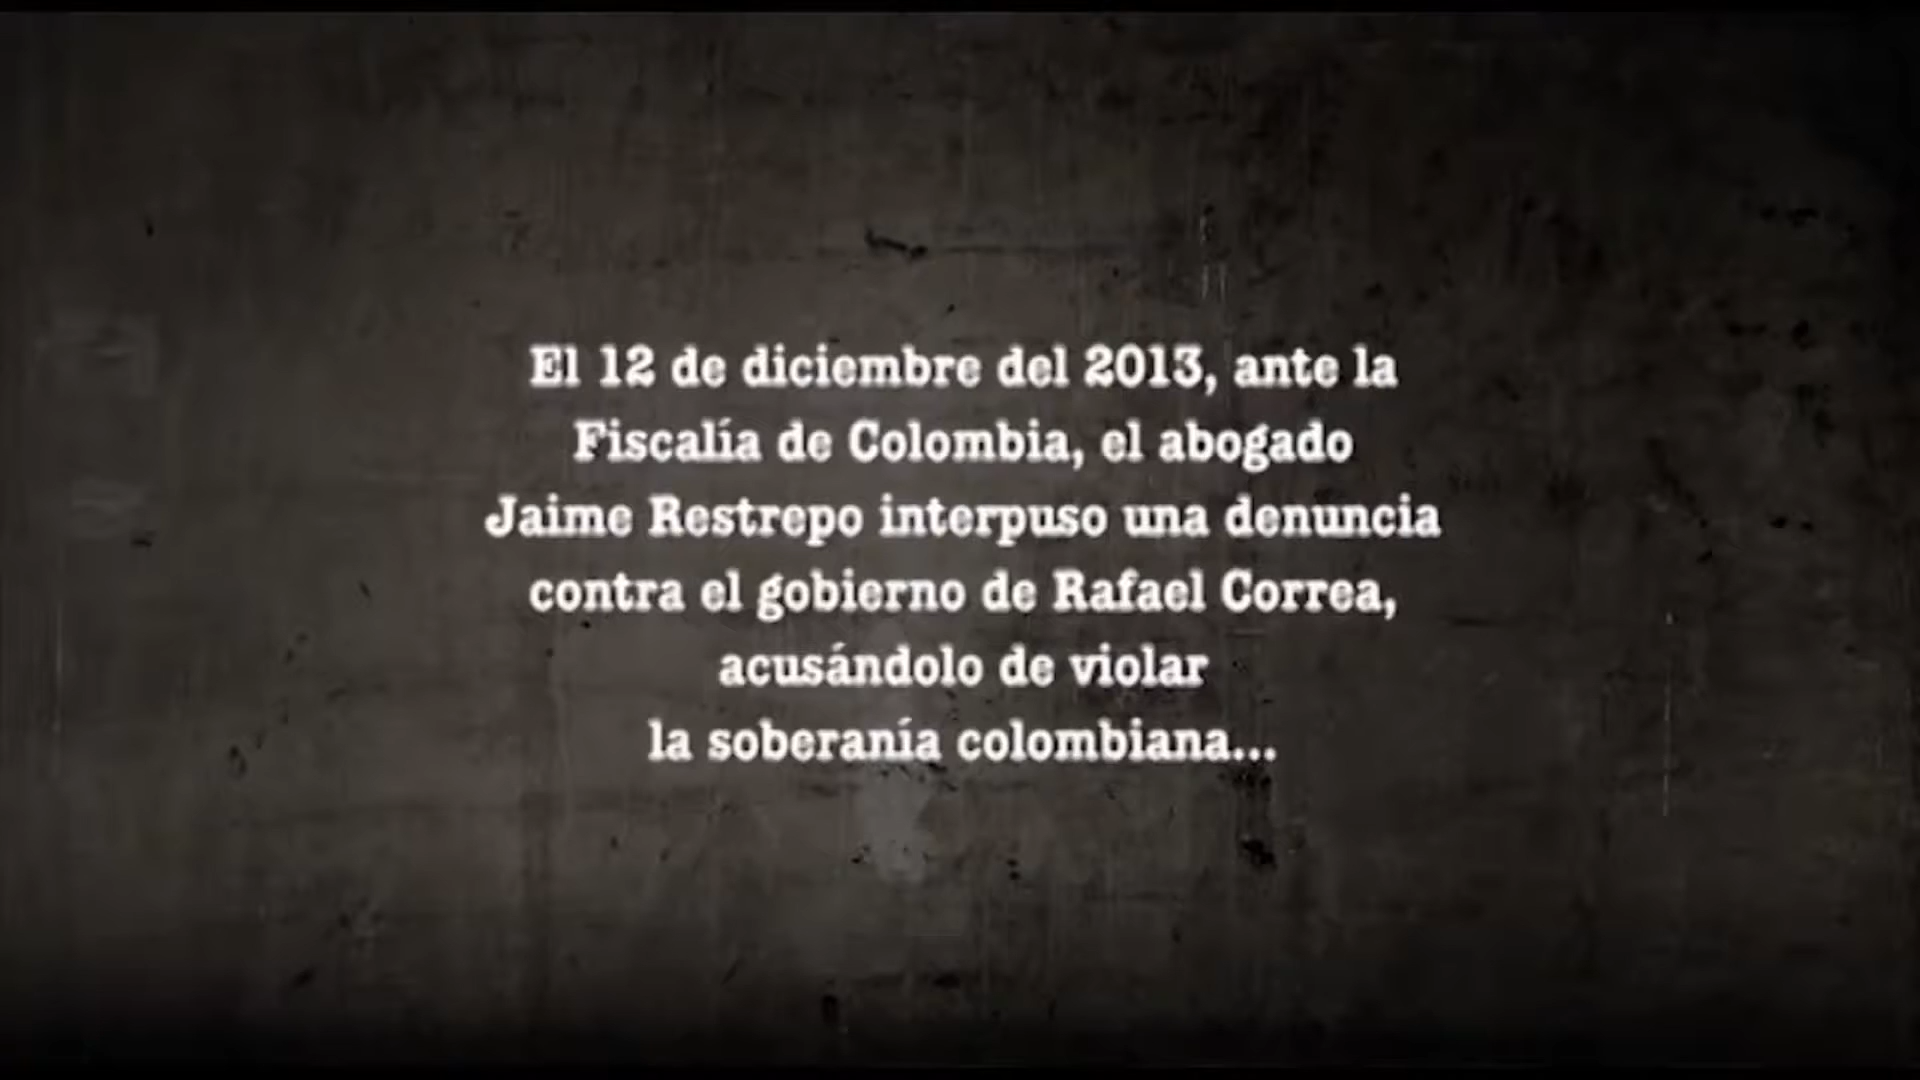 El 12 de diciembre del 2013, ante la
Fiscalía de Colombia, el abogado
Jaime Restrepo interpuso una denuncia
contra el gobierno de Rafael Correa,
acusándolo de violar
la soberanía colombiana...